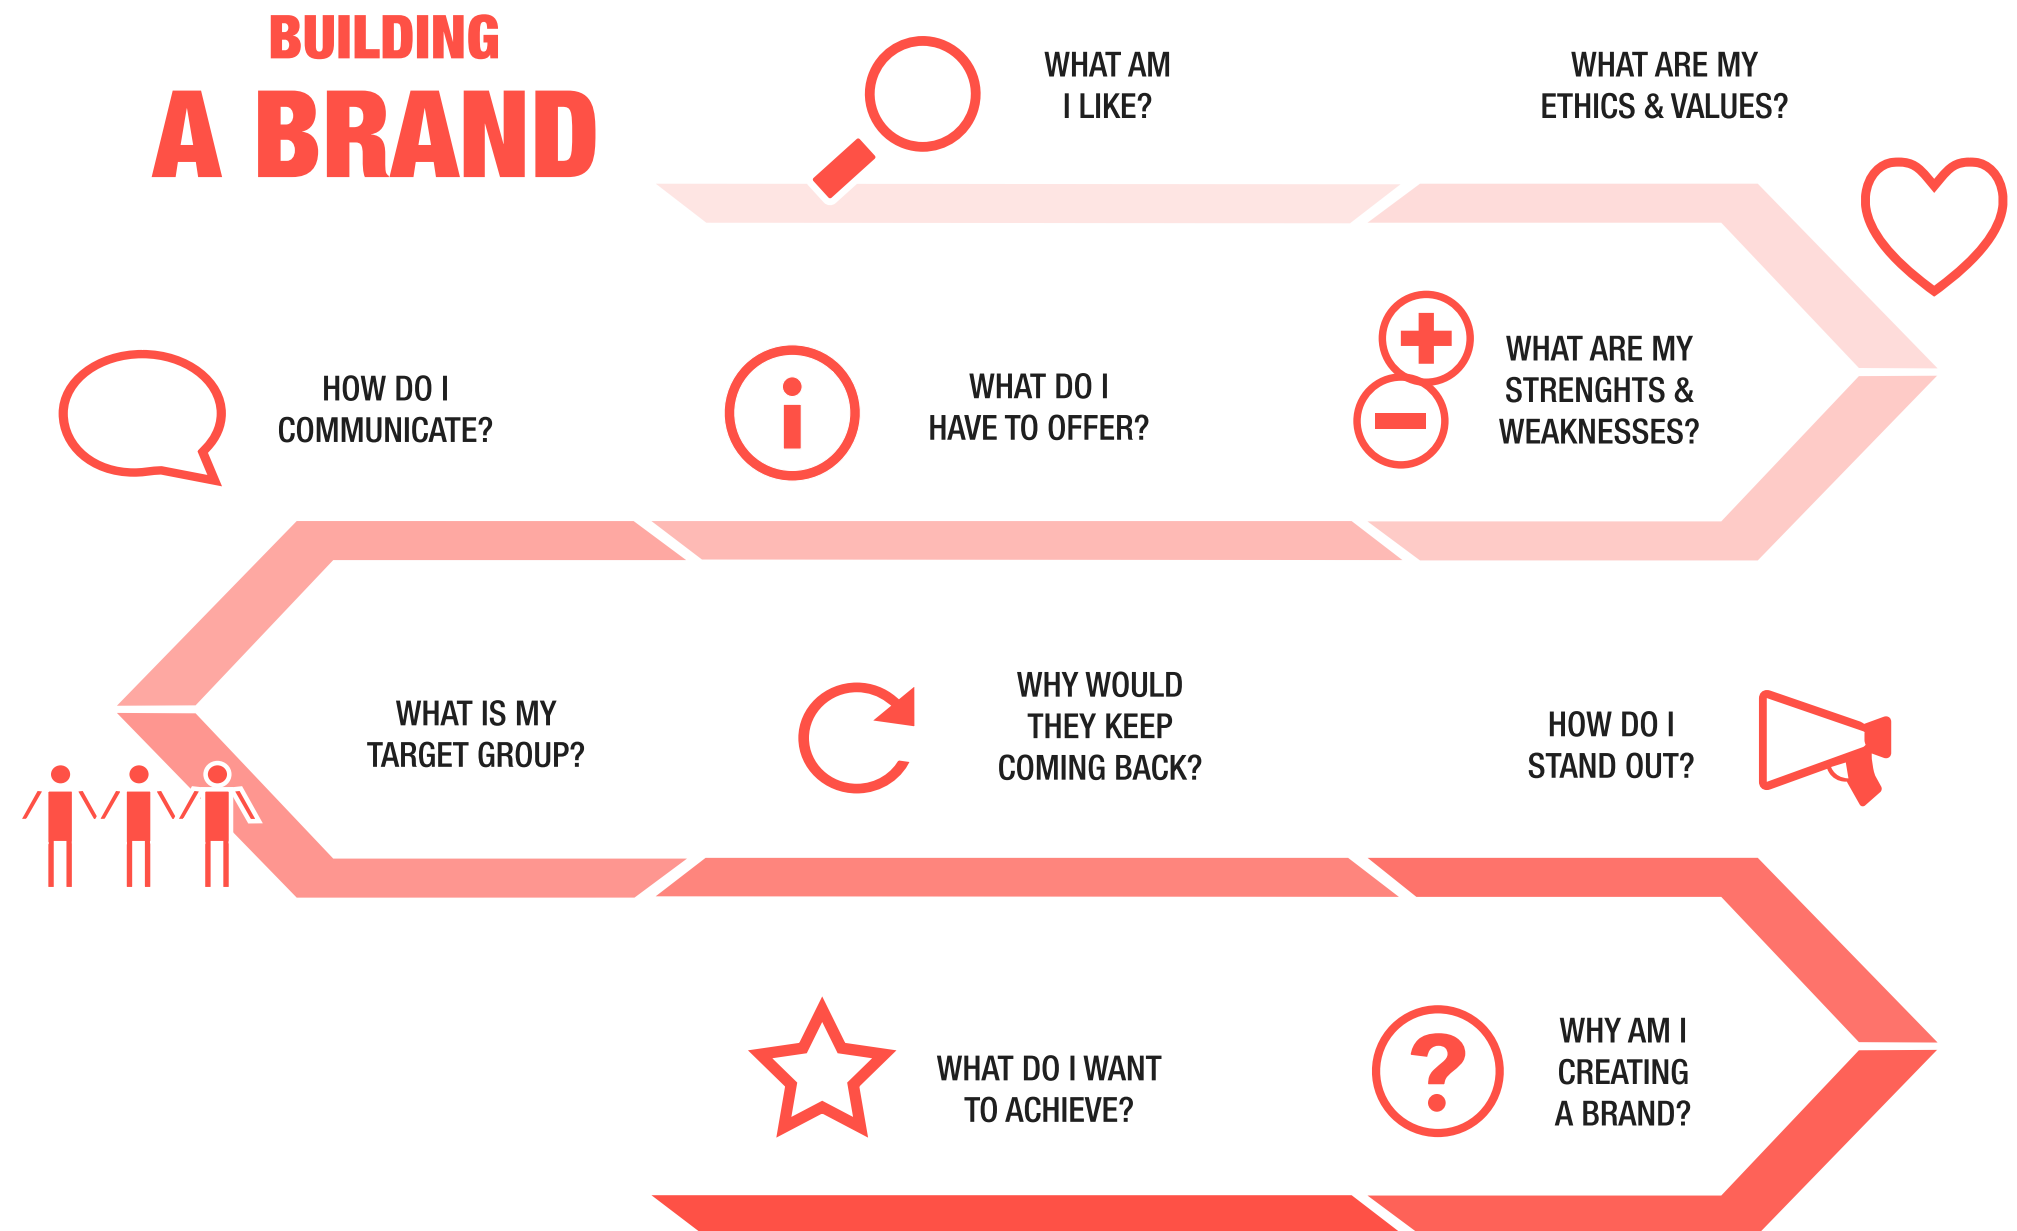 BUILDING
A BRAND
WHAT AM
I LIKE?
WHAT ARE MY
ETHICS & VALUES?
WHAT ARE MY
STRENGHTS &
WEAKNESSES?
WHAT DO I
HAVE TO OFFER?
HOW DO I
COMMUNICATE?
WHAT IS MY
TARGET GROUP?
WHY WOULD
THEY KEEP
COMING BACK?
HOW DO I
STAND OUT?
WHY AM I
CREATING
A BRAND?
WHAT DO I WANT
TO ACHIEVE?